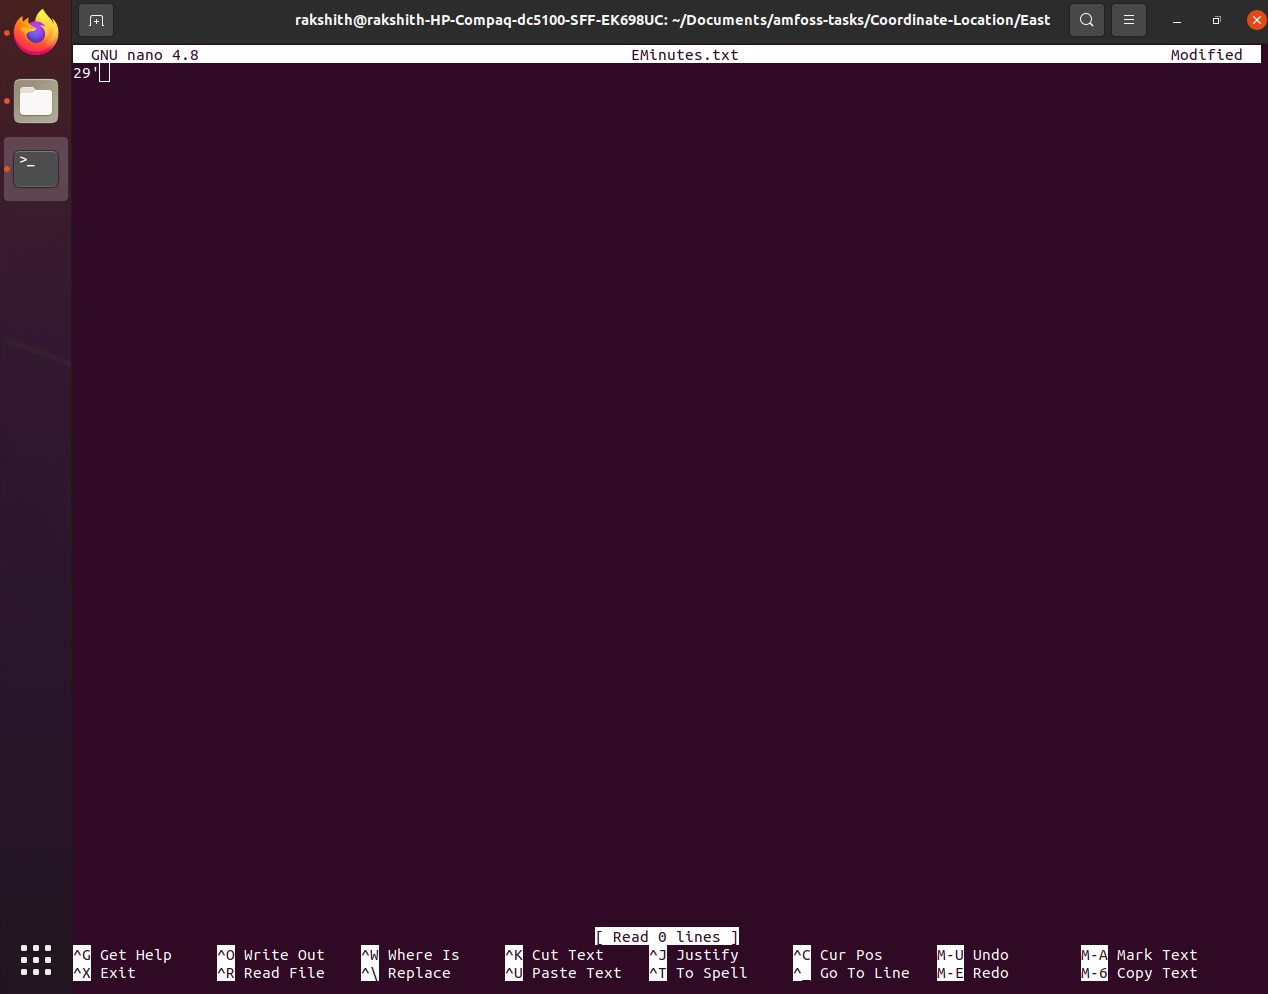 rakshith@rakshith-HP-Compaq-dc5100-SFF-EK698UC: ~/Documents/amfoss-tasks/Coordinate-Location/East
GNU nano 4.8 EMinutes.txt Modified
29'
>_
[ Read 0 lines ]
^G Get Help ^O Write Out ^W Where Is ^K Cut Text ^J Justify ^C Cur Pos M-U Undo M-A Mark Text
^X Exit ^R Read File ^\ Replace ^U Paste Text ^T To Spell ^_ Go To Line M-E Redo M-6 Copy Text